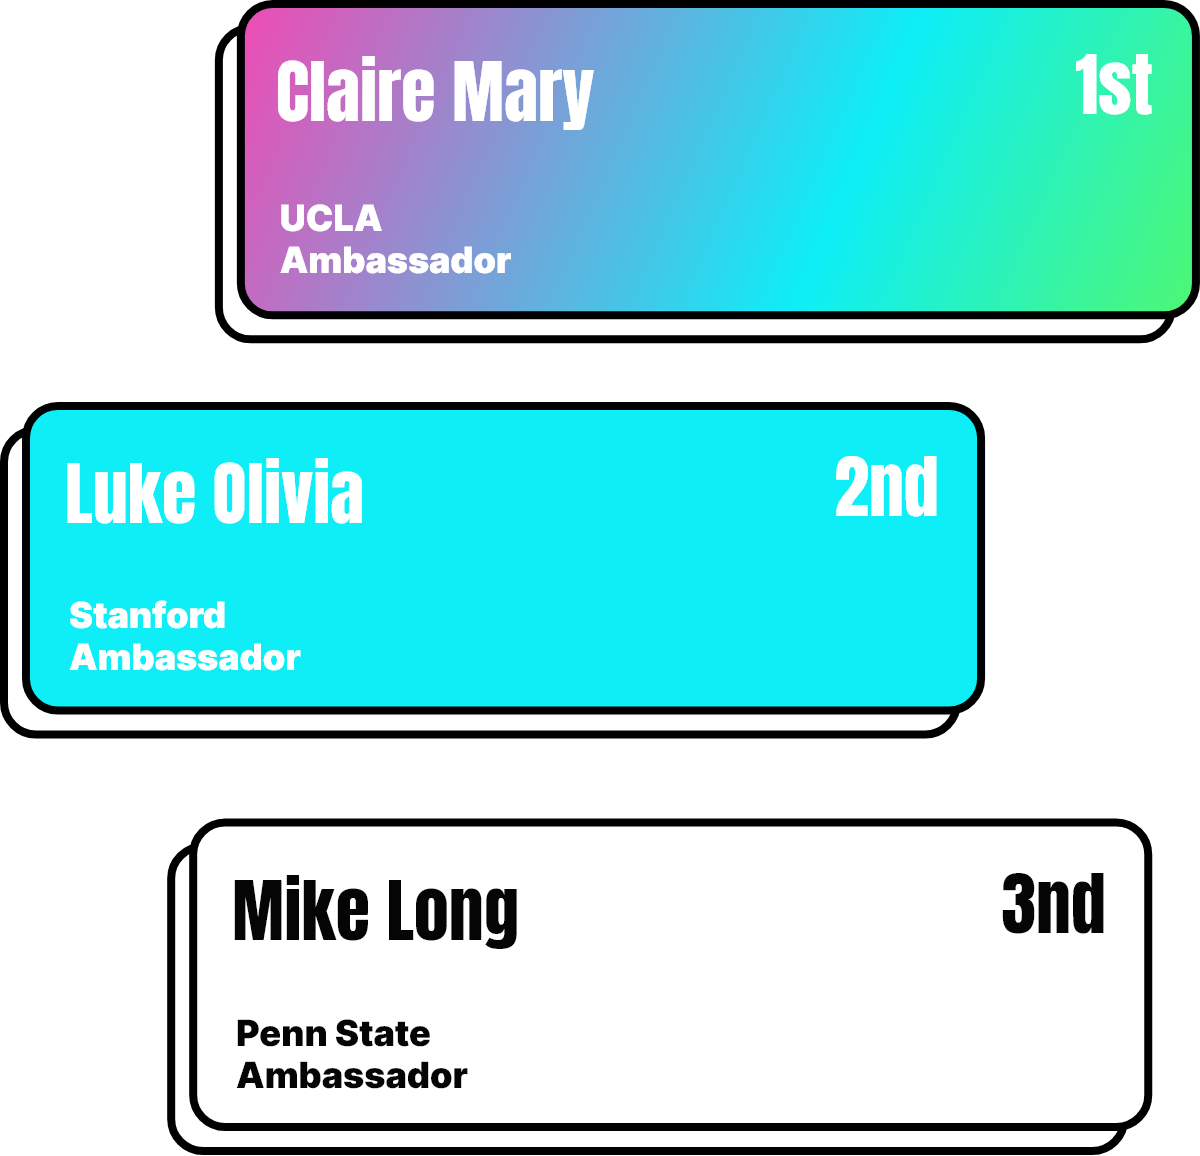 Claire Mary 1st
UCLA
Ambassador
Luke Olivia 2nd
Stanford
Ambassador
Mike Long 3nd
Penn State
Ambassador